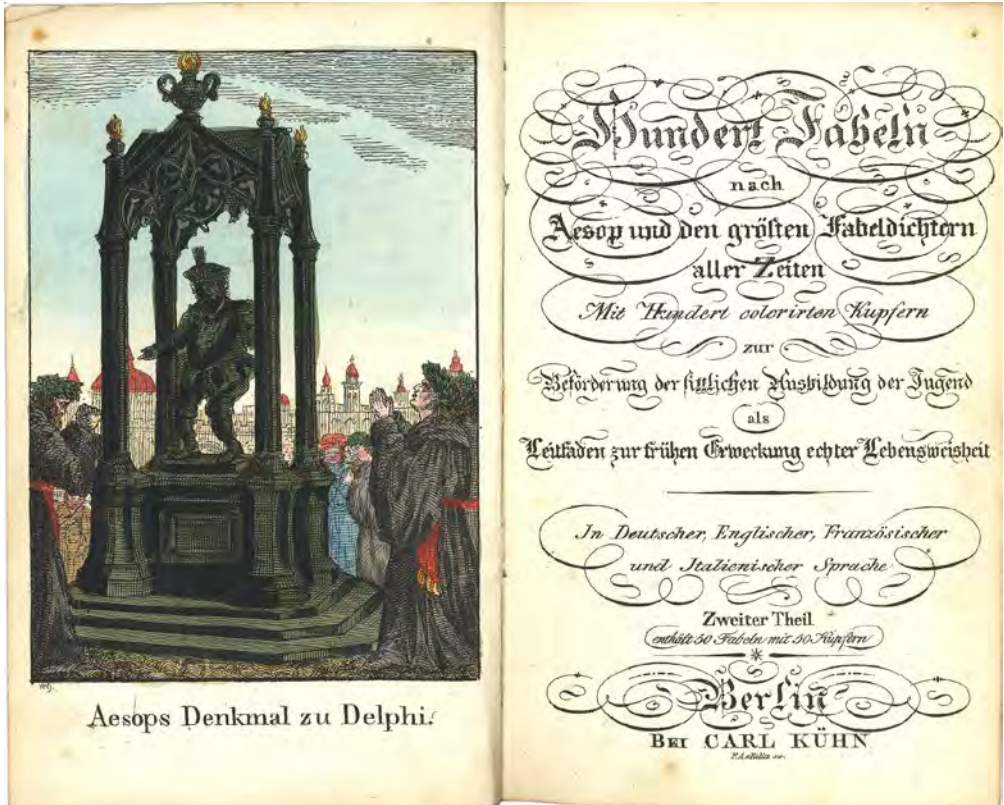 Aesops Denkmal zu Delphi.
Hundert Fabeln
nach
Aesop und den größten Fabeldichtern
aller Zeiten
Mit Hundert colorirten Kupfern
zur
Beförderung der sittlichen Ausbildung der Jugend
als
Leitfaden zur frühen Erweckung echter Lebensweisheit
In Deutscher, Englischer, Französischer
und Italienischer Sprache
Zweiter Theil
enthält 50 Fabeln mit 50 Kupfern
Berlin
BEI CARL KÜHN